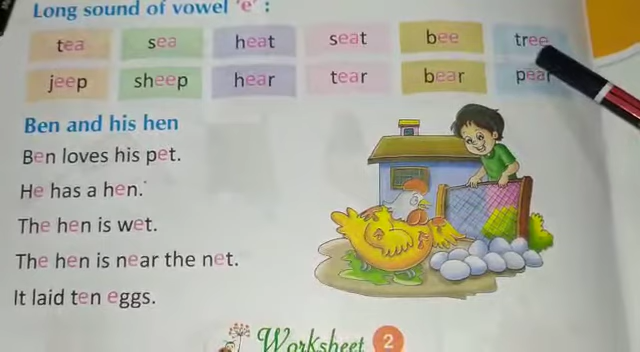 Long sound of vowel 'e' :
tea sea heat seat bee tree
jeep sheep hear tear bear pear
Ben and his hen
Ben loves his pet.
He has a hen.
The hen is wet.
The hen is near the net.
It laid ten eggs.
Worksheet 2